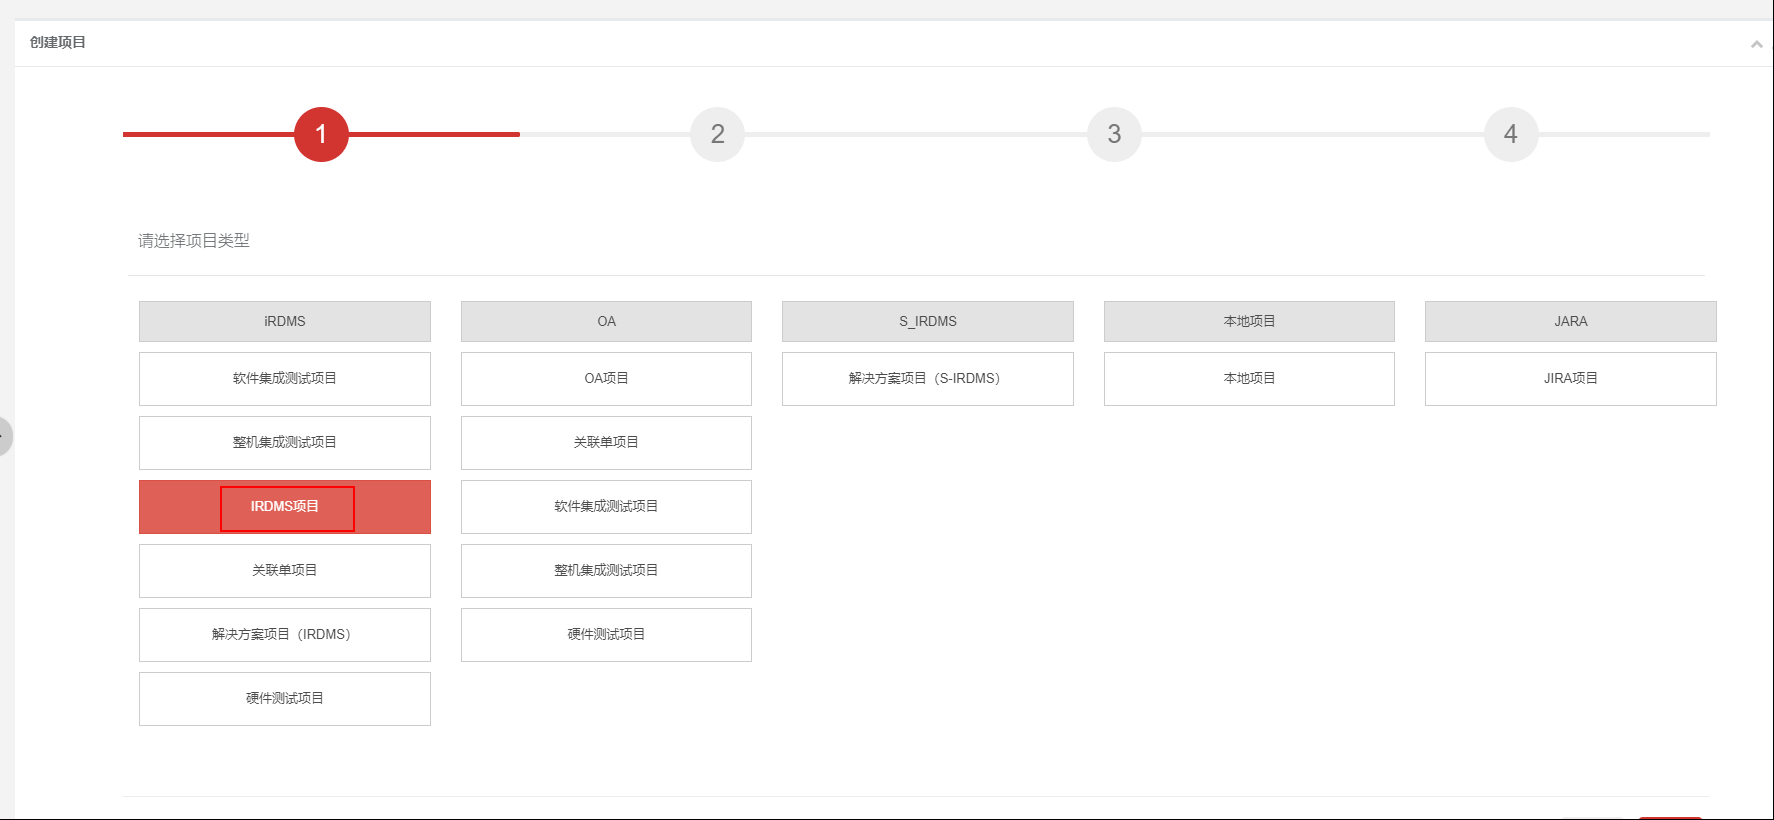 创建项目
1
2
3
4
请选择项目类型
iRDMS
OA
S_IRDMS
本地项目
JARA
软件集成测试项目
OA项目
解决方案项目（S-IRDMS）
本地项目
JIRA项目
整机集成测试项目
关联单项目
IRDMS项目
软件集成测试项目
关联单项目
整机集成测试项目
解决方案项目（IRDMS）
硬件测试项目
硬件测试项目